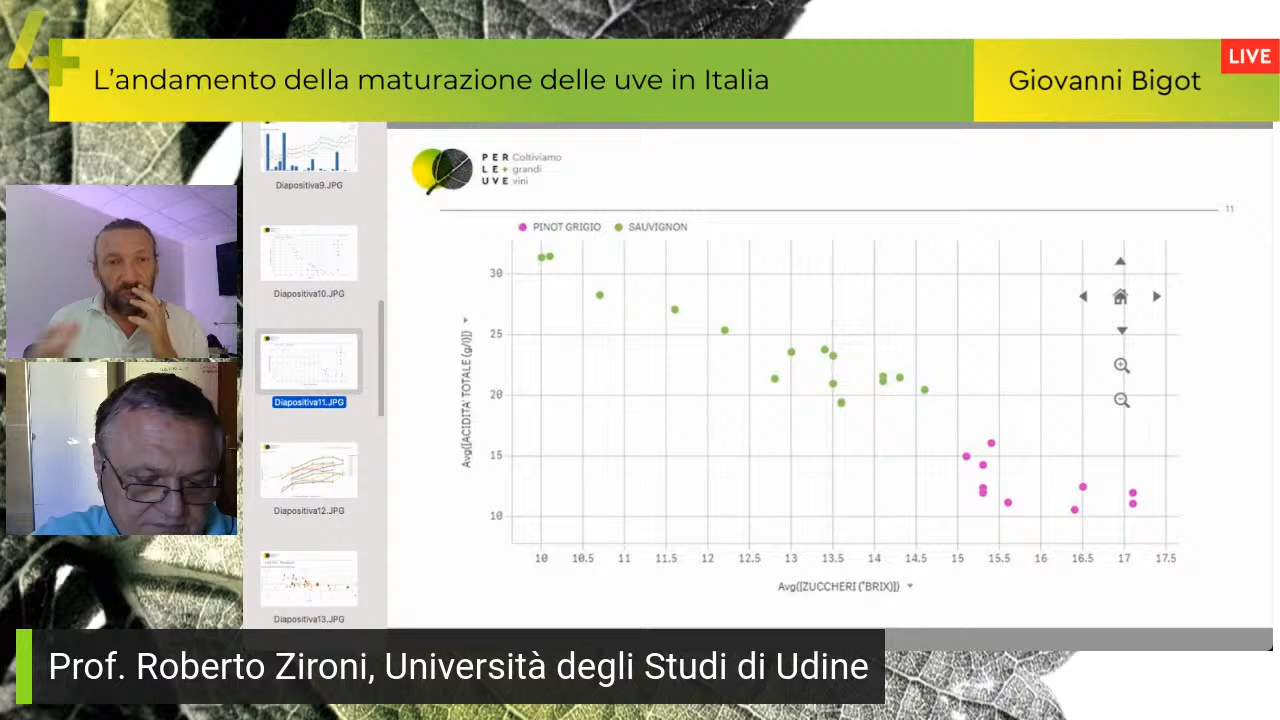 L'andamento della maturazione delle uve in Italia
Giovanni Bigot
LIVE
Diapositiva9.JPG
Diapositiva10.JPG
Diapositiva11.JPG
Diapositiva12.JPG
Diapositiva13.JPG
PER Coltiviamo
LE+ grandi
UVE vini
11
PINOT GRIGIO SAUVIGNON
Avg([ACIDITA' TOTALE (g/l)])
30
25
20
15
10
10 10.5 11 11.5 12 12.5 13 13.5 14 14.5 15 15.5 16 16.5 17 17.5
Avg([ZUCCHERI (°BRIX)])
Prof. Roberto Zironi, Università degli Studi di Udine